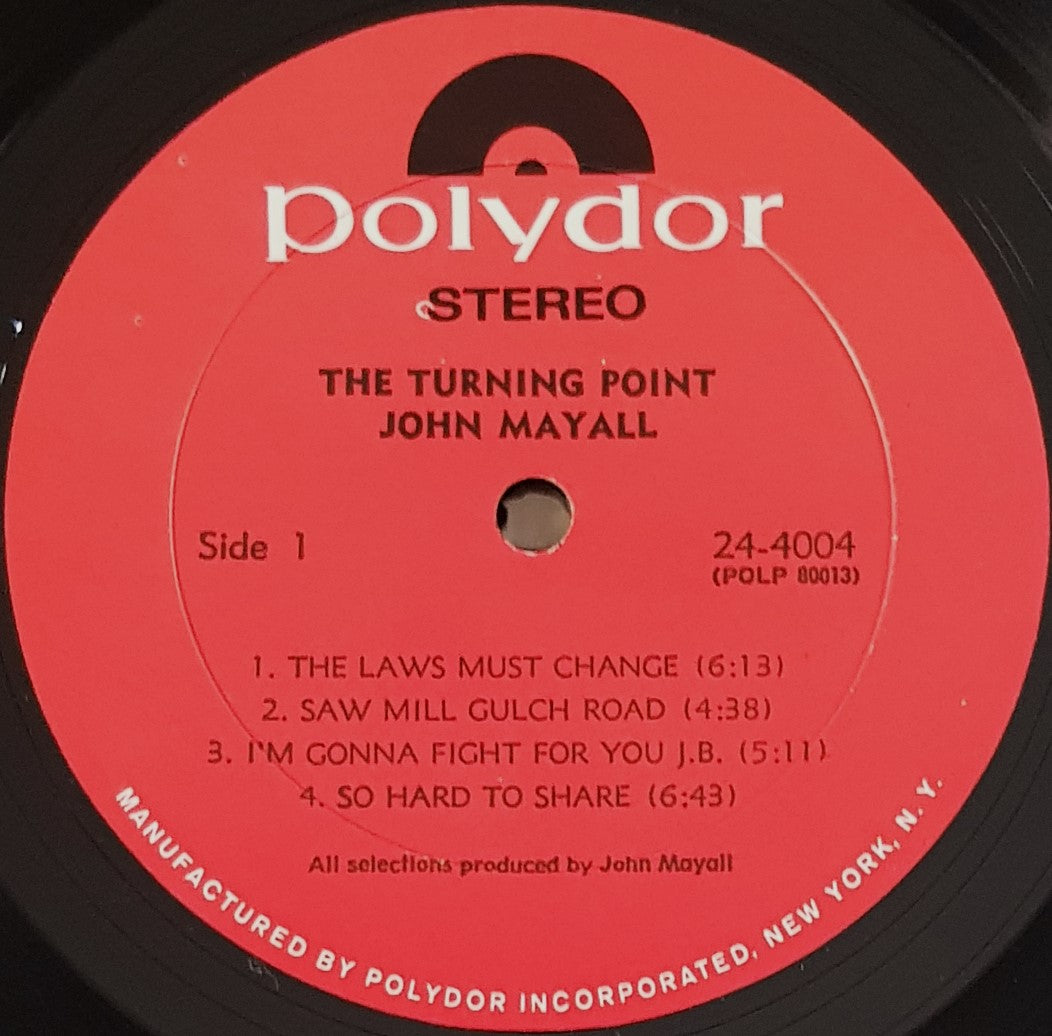 polydor
STEREO
THE TURNING POINT
JOHN MAYALL
Side 1
24-4004
(POLP 80013)
1. THE LAWS MUST CHANGE (6:13)
2. SAW MILL GULCH ROAD (4:38)
3. I'M GONNA FIGHT FOR YOU J.B. (5:11)
4. SO HARD TO SHARE (6:43)
All selections produced by John Mayall
MANUFACTURED BY POLYDOR INCORPORATED, NEW YORK, N. Y.